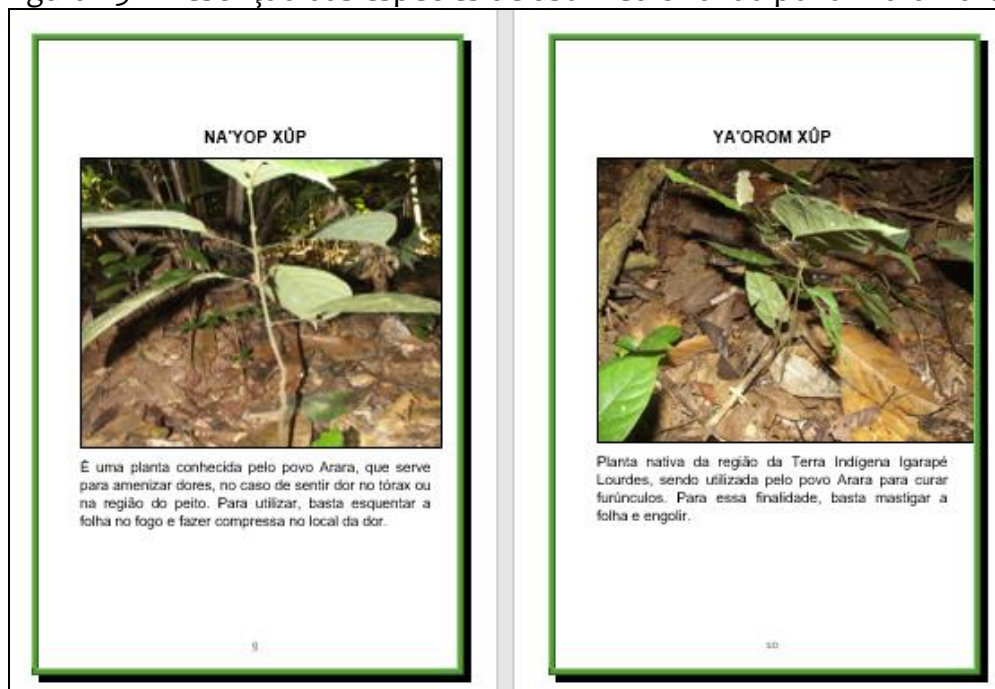 NA'YOP XÛP
É uma planta conhecida pelo povo Arara, que serve
para amenizar dores, no caso de sentir dor no tórax ou
na região do peito. Para utilizar, basta esquentar a
folha no fogo e fazer compressa no local da dor.
9
YA'OROM XÛP
Planta nativa da região da Terra Indígena Igarapé
Lourdes, sendo utilizada pelo povo Arara para curar
furúnculos. Para essa finalidade, basta mastigar a
folha e engolir.
10